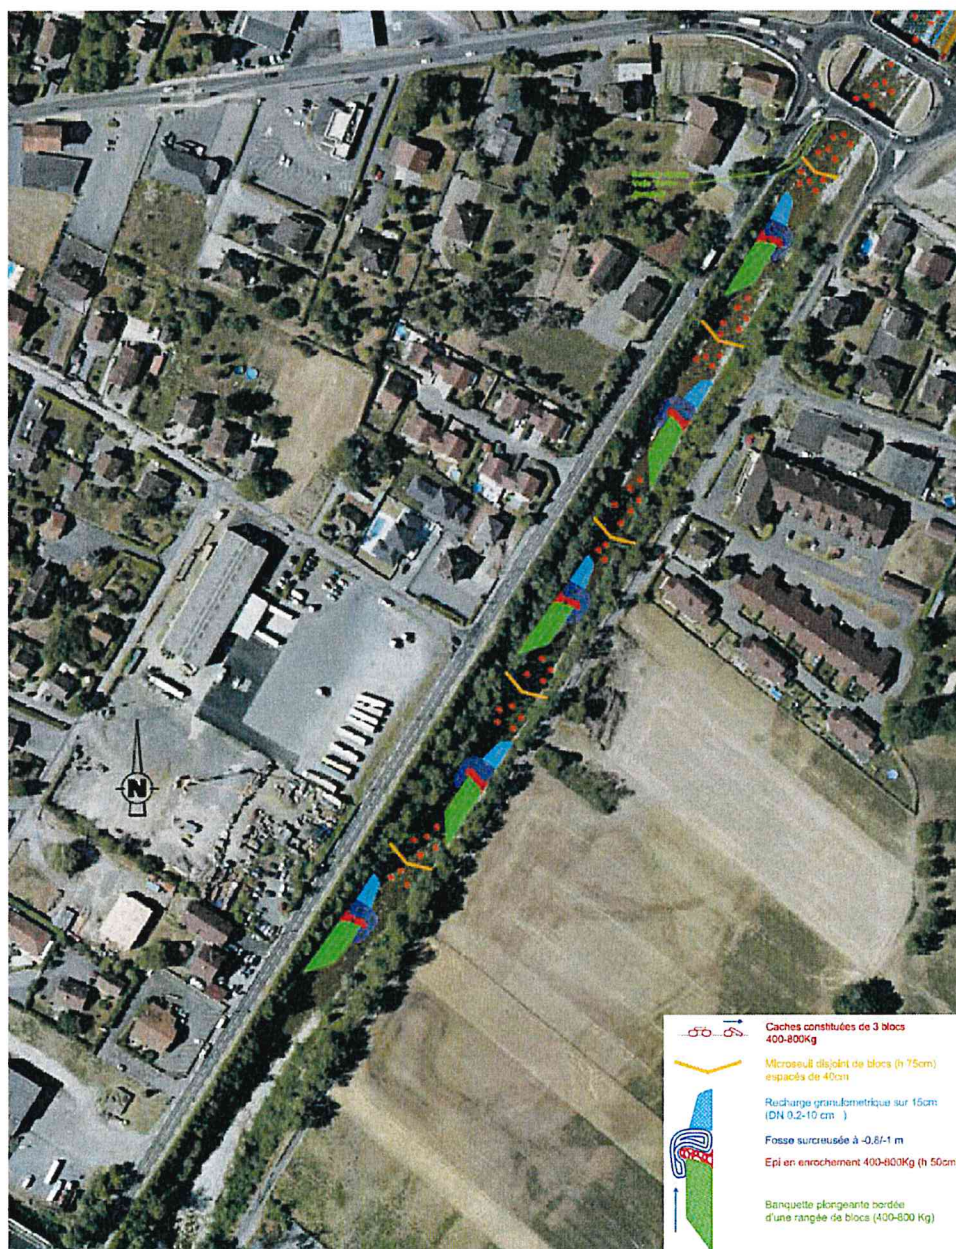 N
Caches constituées de 3 blocs
400-800Kg
Microseuil disjoint de blocs (h 75cm)
espacés de 40cm
Recharge granulometrique sur 15cm
(DN 0.2-10 cm )
Fosse surcreusée à -0,8/-1 m
Epi en enrochement 400-800Kg (h 50cm
Banquette plongeante bordée
d'une rangée de blocs (400-800 Kg)